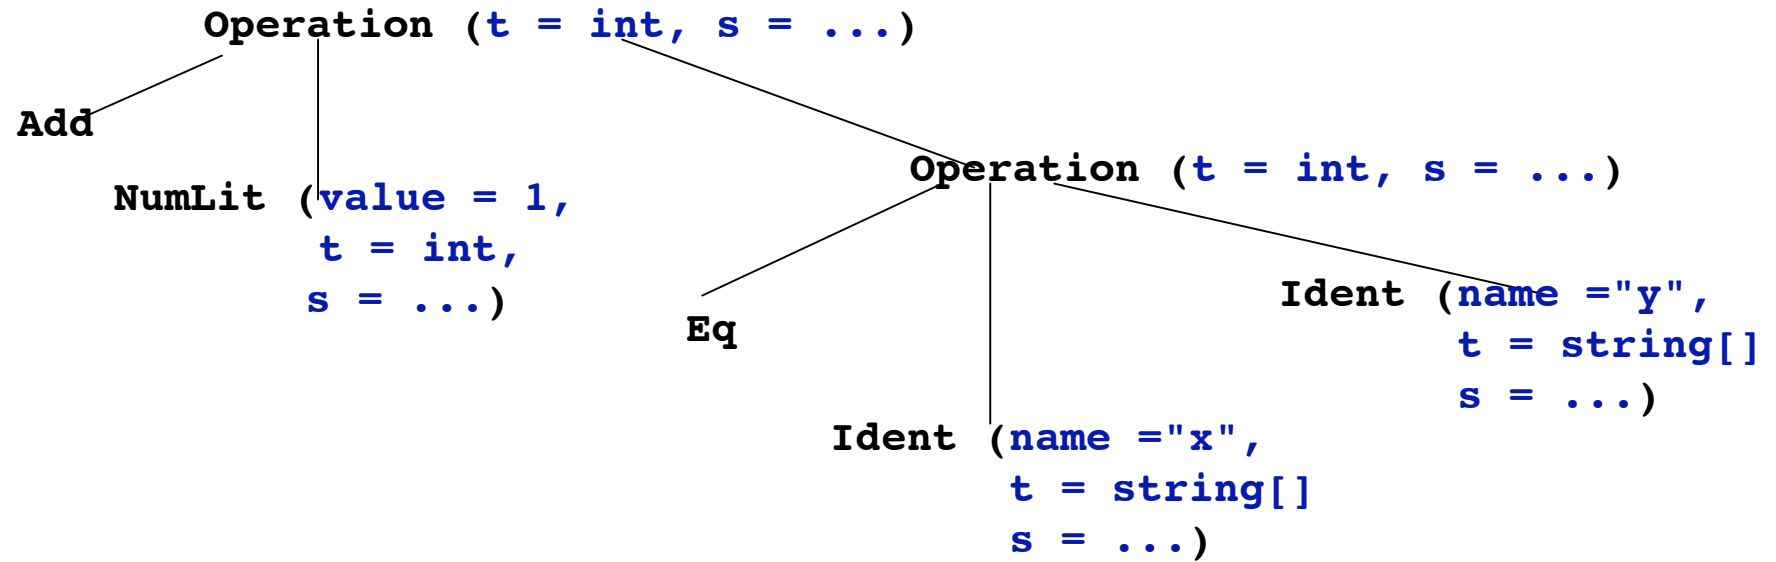 Operation (t = int, s = ...)
Add
Operation (t = int, s = ...)
NumLit (value = 1,
t = int,
s = ...)
Ident (name ="y",
t = string[]
s = ...)
Eq
Ident (name ="x",
t = string[]
s = ...)